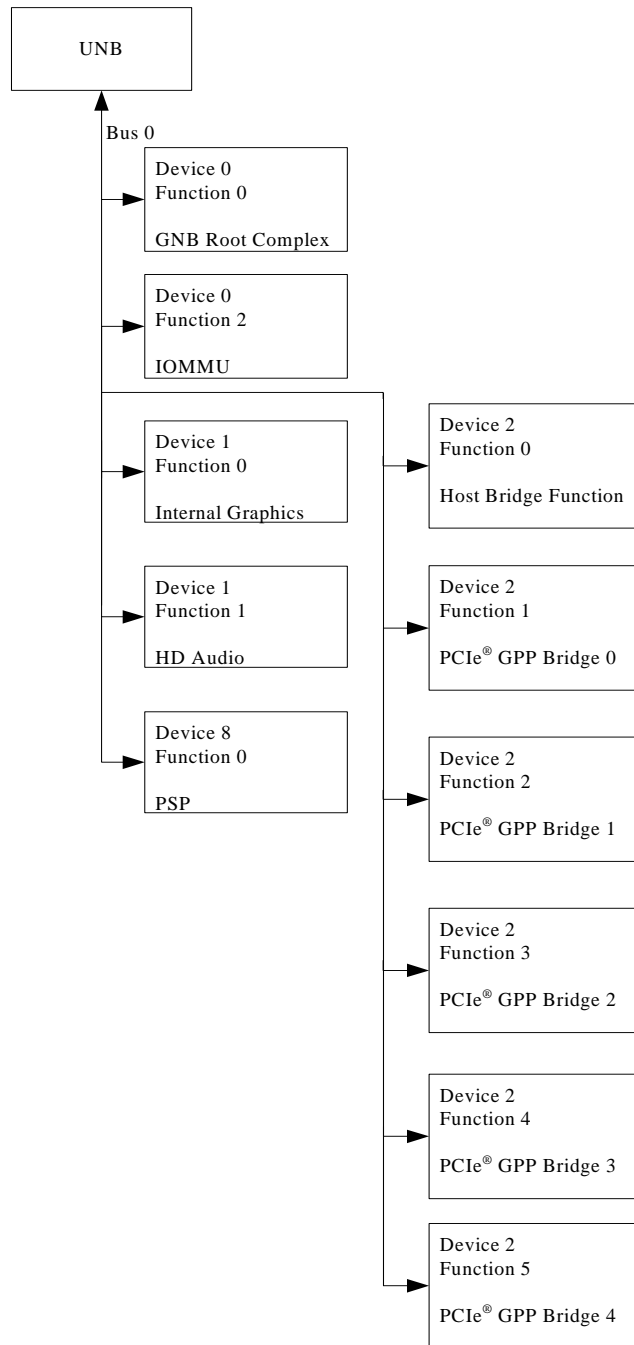 UNB
Bus 0
Device 0
Function 0
GNB Root Complex
Device 0
Function 2
IOMMU
Device 1
Function 0
Internal Graphics
Device 1
Function 1
HD Audio
Device 8
Function 0
PSP
Device 2
Function 0
Host Bridge Function
Device 2
Function 1
PCIe® GPP Bridge 0
Device 2
Function 2
PCIe® GPP Bridge 1
Device 2
Function 3
PCIe® GPP Bridge 2
Device 2
Function 4
PCIe® GPP Bridge 3
Device 2
Function 5
PCIe® GPP Bridge 4